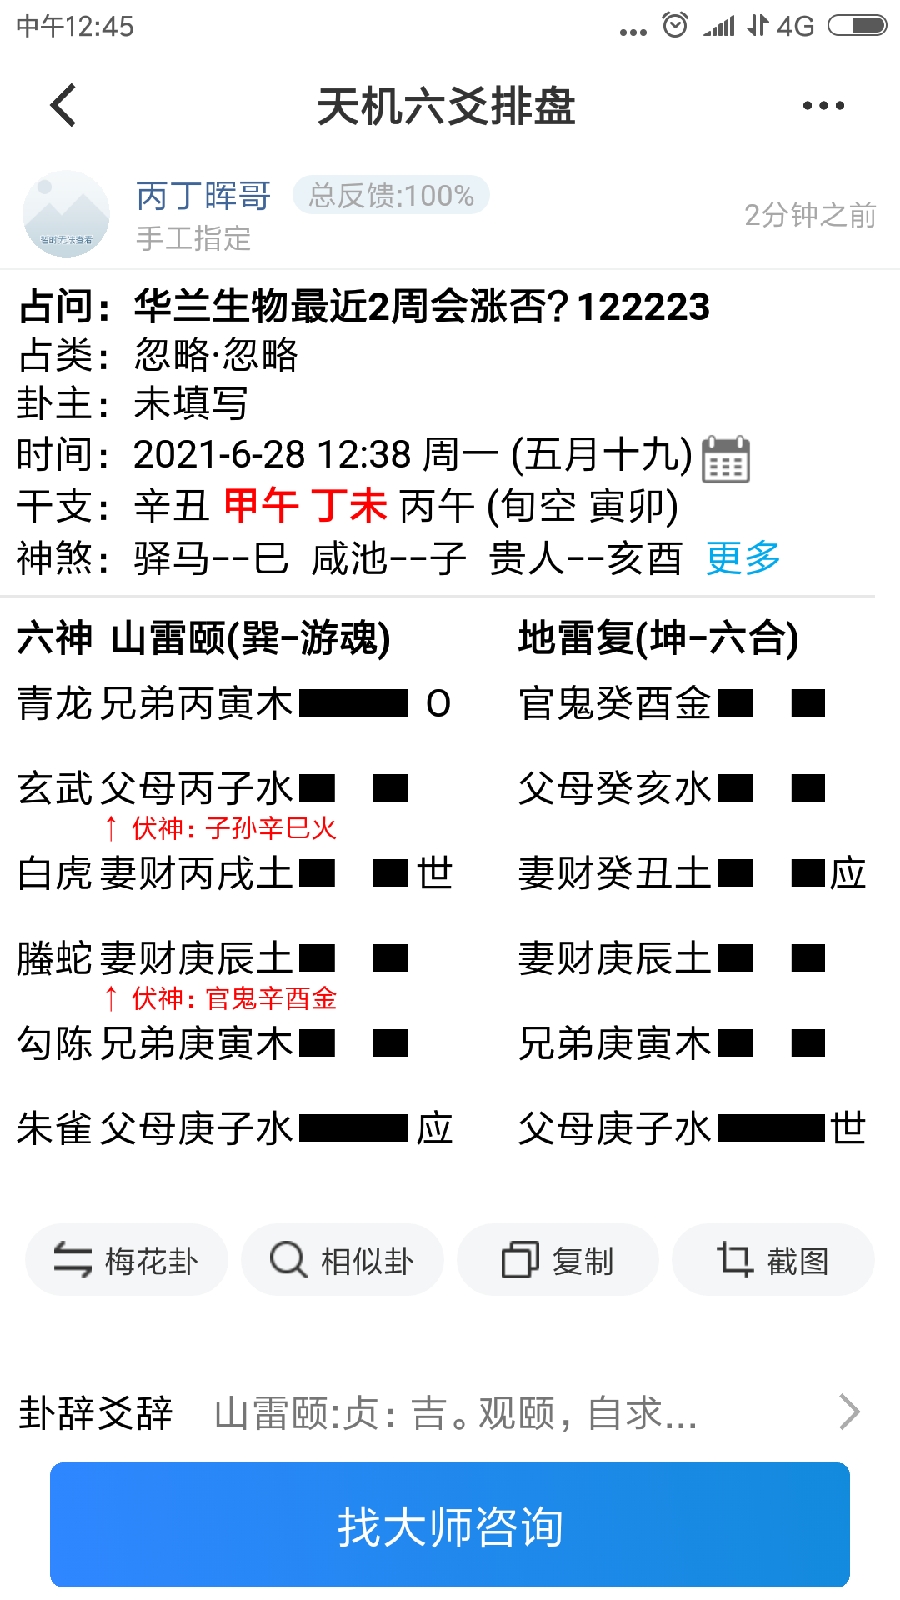 中午12:45
... 4G
天机六爻排盘
丙丁晖哥 总反馈:100%
手工指定
2分钟之前
暂时无法查看
占问：华兰生物最近2周会涨否？122223
占类：忽略·忽略
卦主：未填写
时间：2021-6-28 12:38 周一 (五月十九)
干支：辛丑 甲午 丁未 丙午 (旬空 寅卯)
神煞：驿马--巳 咸池--子 贵人--亥酉 更多
六神 山雷颐(巽-游魂) 地雷复(坤-六合)
青龙 兄弟丙寅木 O 官鬼癸酉金
玄武 父母丙子水 父母癸亥水
↑ 伏神：子孙辛巳火
白虎 妻财丙戌土 世 妻财癸丑土 应
螣蛇 妻财庚辰土 妻财庚辰土
↑ 伏神：官鬼辛酉金
勾陈 兄弟庚寅木 兄弟庚寅木
朱雀 父母庚子水 应 父母庚子水 世
梅花卦 相似卦 复制 截图
卦辞爻辞 山雷颐:贞：吉。观颐，自求...
找大师咨询